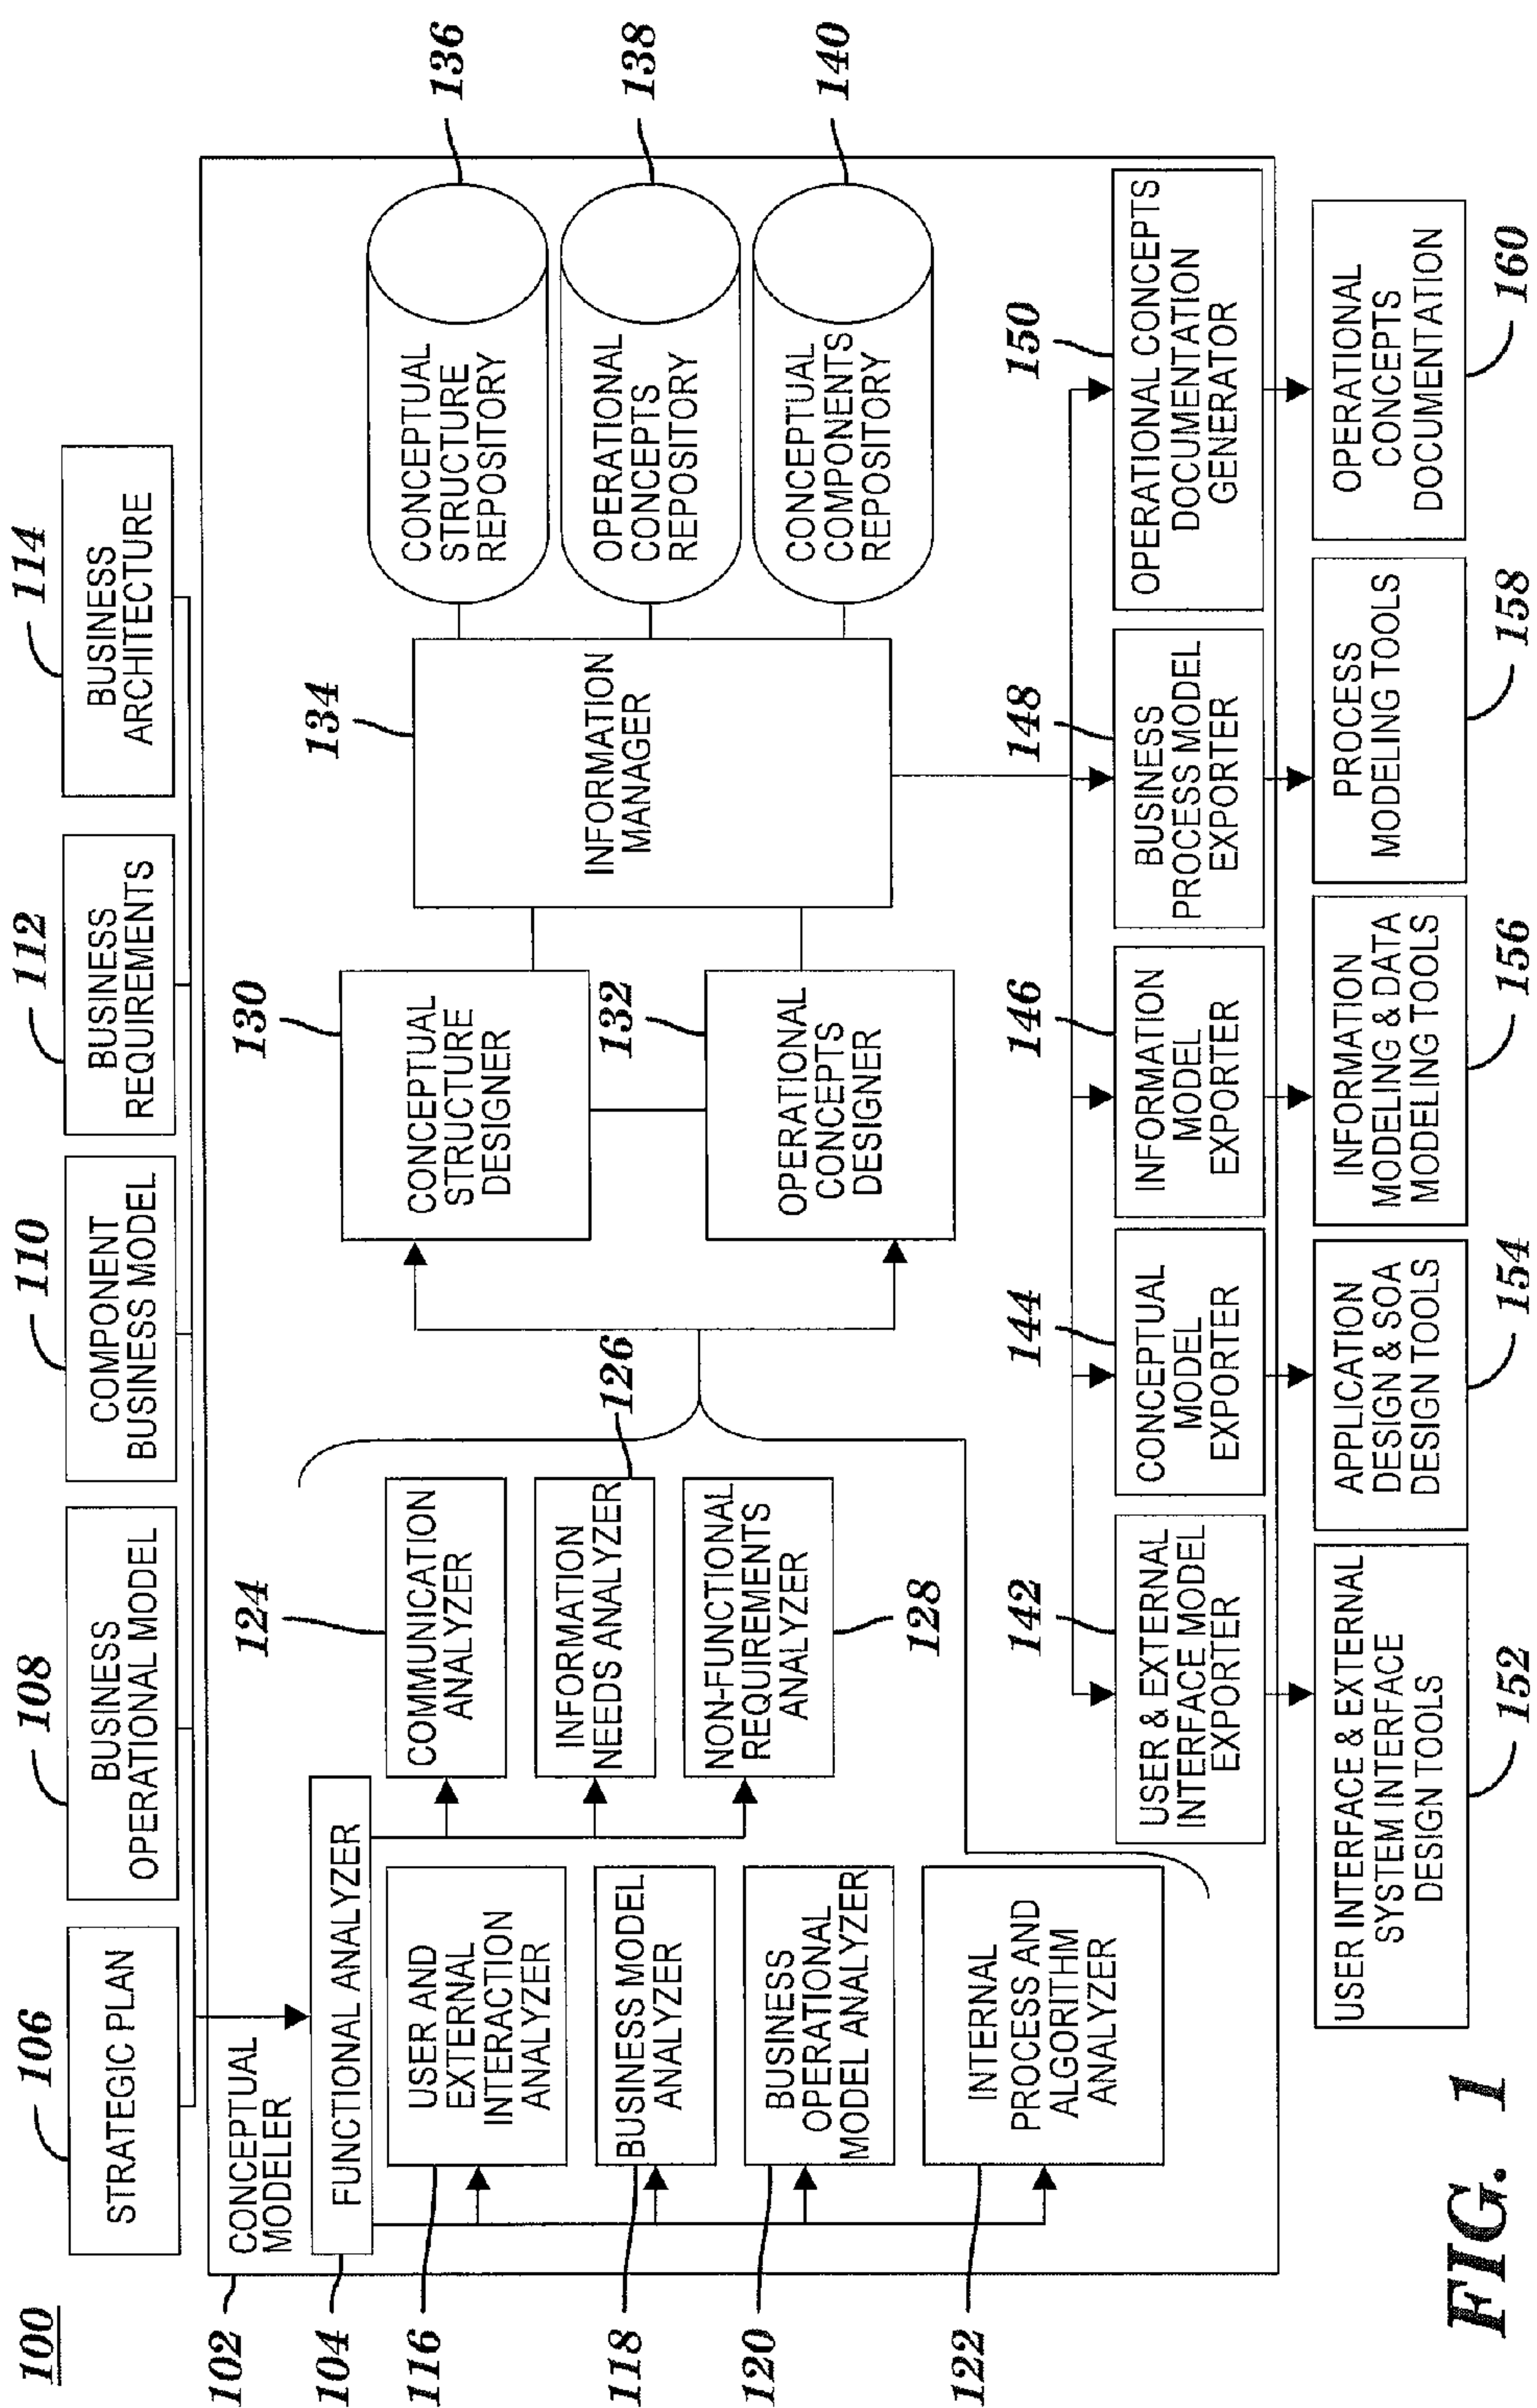 100
106
STRATEGIC PLAN
108
BUSINESS
OPERATIONAL MODEL
110
COMPONENT
BUSINESS MODEL
112
BUSINESS
REQUIREMENTS
114
BUSINESS
ARCHITECTURE
102
CONCEPTUAL
MODELER
104
FUNCTIONAL ANALYZER
116
USER AND
EXTERNAL
INTERACTION
ANALYZER
118
BUSINESS MODEL
ANALYZER
120
BUSINESS
OPERATIONAL
MODEL ANALYZER
122
INTERNAL
PROCESS AND
ALGORITHM
ANALYZER
124
COMMUNICATION
ANALYZER
126
INFORMATION
NEEDS ANALYZER
128
NON-FUNCTIONAL
REQUIREMENTS
ANALYZER
130
CONCEPTUAL
STRUCTURE
DESIGNER
132
OPERATIONAL
CONCEPTS
DESIGNER
134
INFORMATION
MANAGER
136
CONCEPTUAL
STRUCTURE
REPOSITORY
138
OPERATIONAL
CONCEPTS
REPOSITORY
140
CONCEPTUAL
COMPONENTS
REPOSITORY
142
USER & EXTERNAL
INTERFACE MODEL
EXPORTER
144
CONCEPTUAL
MODEL
EXPORTER
146
INFORMATION
MODEL
EXPORTER
148
BUSINESS
PROCESS MODEL
EXPORTER
150
OPERATIONAL CONCEPTS
DOCUMENTATION
GENERATOR
USER INTERFACE & EXTERNAL
SYSTEM INTERFACE
DESIGN TOOLS
152
APPLICATION
DESIGN & SOA
DESIGN TOOLS
154
INFORMATION
MODELING & DATA
MODELING TOOLS
156
PROCESS
MODELING TOOLS
158
OPERATIONAL
CONCEPTS
DOCUMENTATION
160
FIG. 1